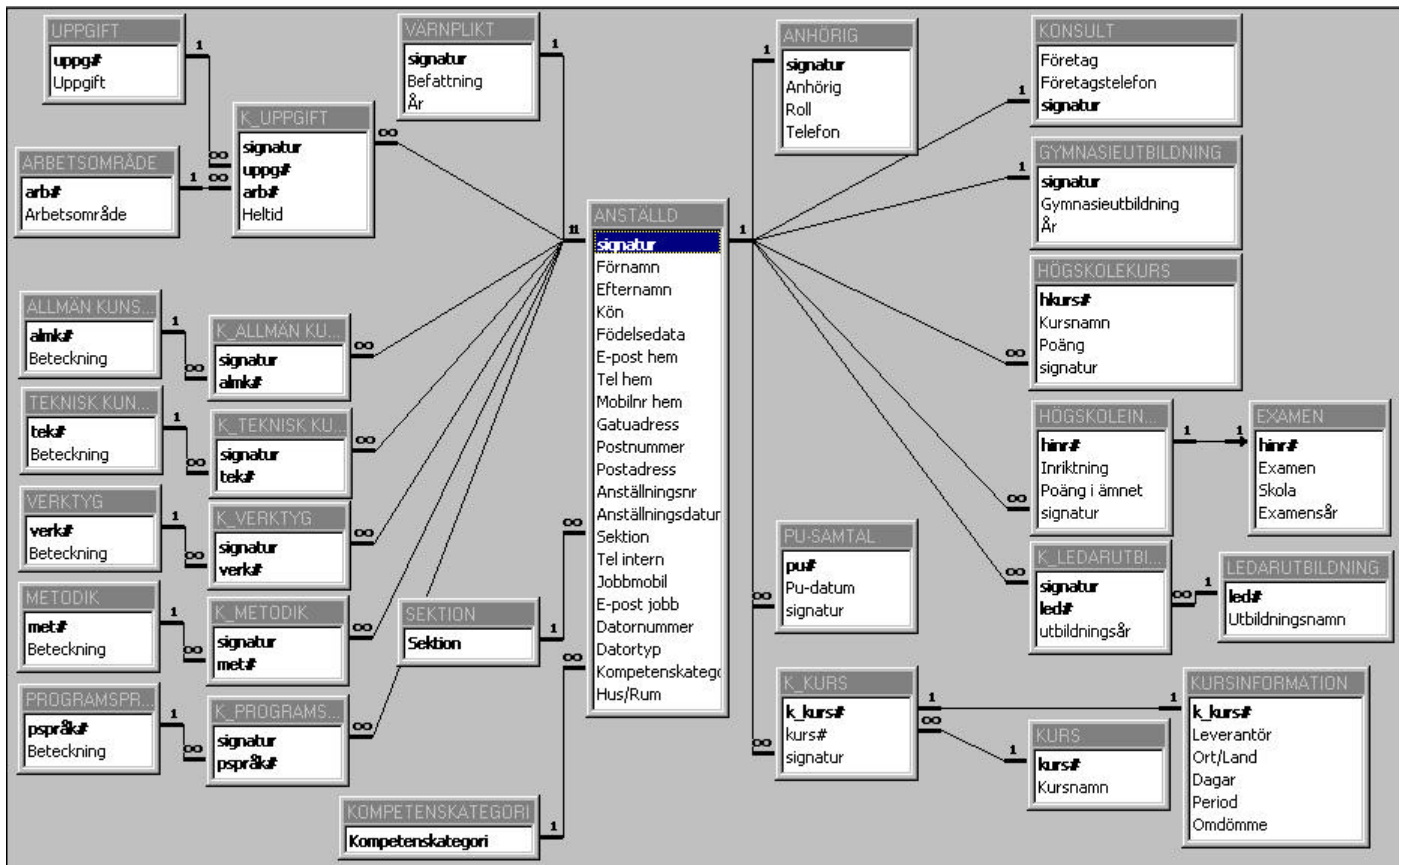 UPPGIFT
uppg#
Uppgift
1
∞
ARBETSOMRÅDE
arb#
Arbetsområde
1
∞
K_UPPGIFT
signatur
uppg#
arb#
Heltid
∞
VÄRNPLIKT
signatur
Befattning
År
1
ALLMÄN KUNS...
almk#
Beteckning
1
∞
K_ALLMÄN KU...
signatur
almk#
∞
TEKNISK KUN...
tek#
Beteckning
1
∞
K_TEKNISK KU...
signatur
tek#
∞
VERKTYG
verk#
Beteckning
1
∞
K_VERKTYG
signatur
verk#
∞
METODIK
met#
Beteckning
1
∞
K_METODIK
signatur
met#
∞
PROGRAMSPR...
pspråk#
Beteckning
1
∞
K_PROGRAMS...
signatur
pspråk#
∞
SEKTION
Sektion
1
∞
KOMPETENSKATEGORI
Kompetenskategori
1
∞
11
ANSTÄLLD
signatur
Förnamn
Efternamn
Kön
Födelsedata
E-post hem
Tel hem
Mobilnr hem
Gatuadress
Postnummer
Postadress
Anställningsnr
Anställningsdatur
Sektion
Tel intern
Jobbmobil
E-post jobb
Datornummer
Datortyp
Kompetenskatego
Hus/Rum
1
ANHÖRIG
signatur
Anhörig
Roll
Telefon
1
KONSULT
Företag
Företagstelefon
signatur
1
GYMNASIEUTBILDNING
signatur
Gymnasieutbildning
År
1
HÖGSKOLEKURS
hkurs#
Kursnamn
Poäng
signatur
∞
HÖGSKOLEIN...
hinr#
Inriktning
Poäng i ämnet
signatur
∞
1
1
EXAMEN
hinr#
Examen
Skola
Examensår
PU-SAMTAL
pu#
Pu-datum
signatur
∞
K_LEDARUTBI...
signatur
led#
utbildningsår
∞
∞
1
LEDARUTBILDNING
led#
Utbildningsnamn
K_KURS
k_kurs#
kurs#
signatur
∞
1
∞
1
KURS
kurs#
Kursnamn
1
KURSINFORMATION
k_kurs#
Leverantör
Ort/Land
Dagar
Period
Omdömme